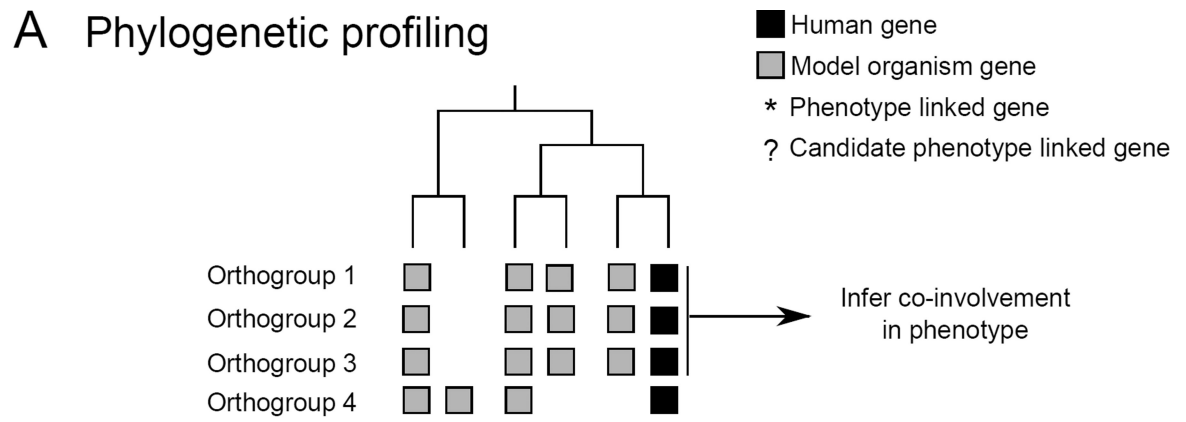 A Phylogenetic profiling
Human gene
Model organism gene
* Phenotype linked gene
? Candidate phenotype linked gene
Orthogroup 1
Orthogroup 2
Orthogroup 3
Orthogroup 4
Infer co-involvement
in phenotype